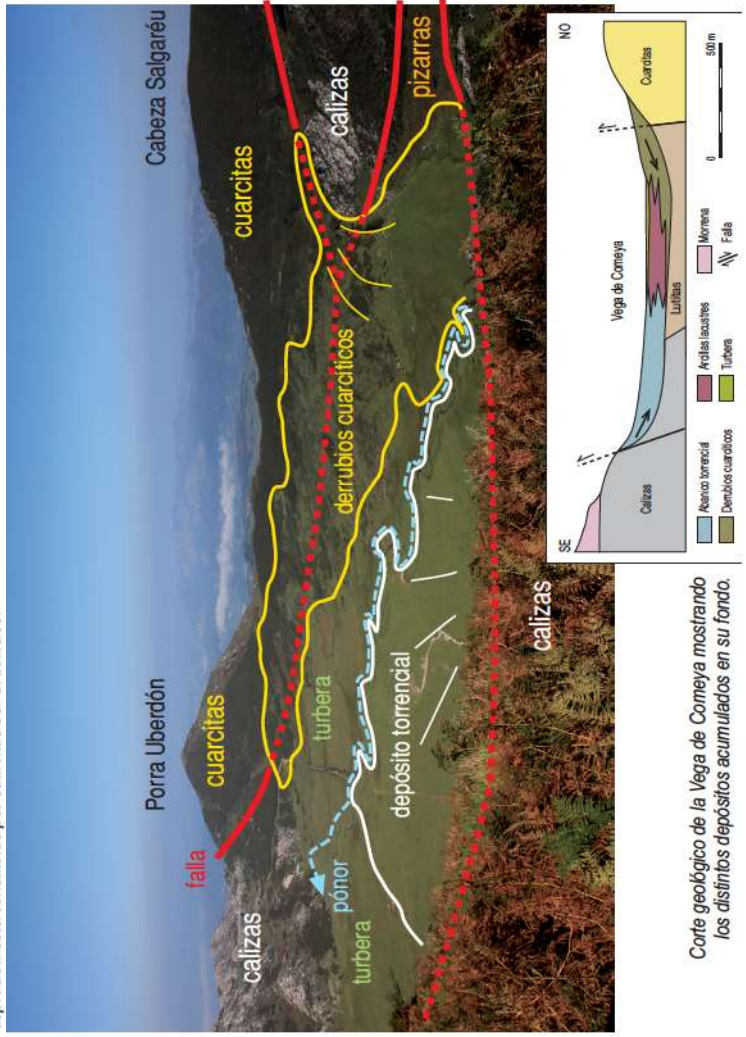 Porra Uberdón
Cabeza Salgaréu
falla
cuarcitas
cuarcitas
calizas
calizas
pizarras
pónor
turbera
turbera
derrubios cuarcíticos
depósito torrencial
calizas
SE
NO
Vega de Comeya
Calizas
Lutitas
Cuarcitas
Abanico torrencial
Arcillas lacustres
Morrena
Derrubios cuarcíticos
Turbera
Falla
0
500 m
Corte geológico de la Vega de Comeya mostrando
los distintos depósitos acumulados en su fondo.